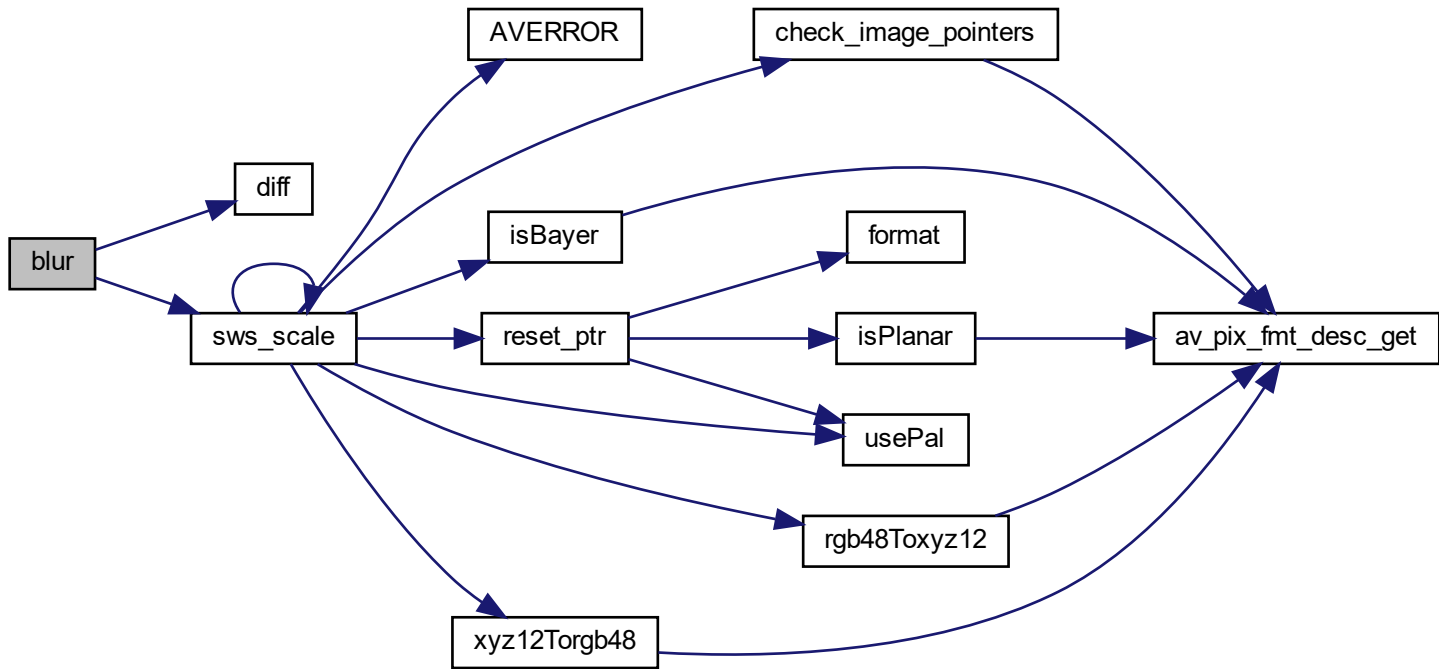 AVERROR
check_image_pointers
diff
isBayer
format
blur
sws_scale
reset_ptr
isPlanar
av_pix_fmt_desc_get
usePal
rgb48Toxyz12
xyz12Torgb48